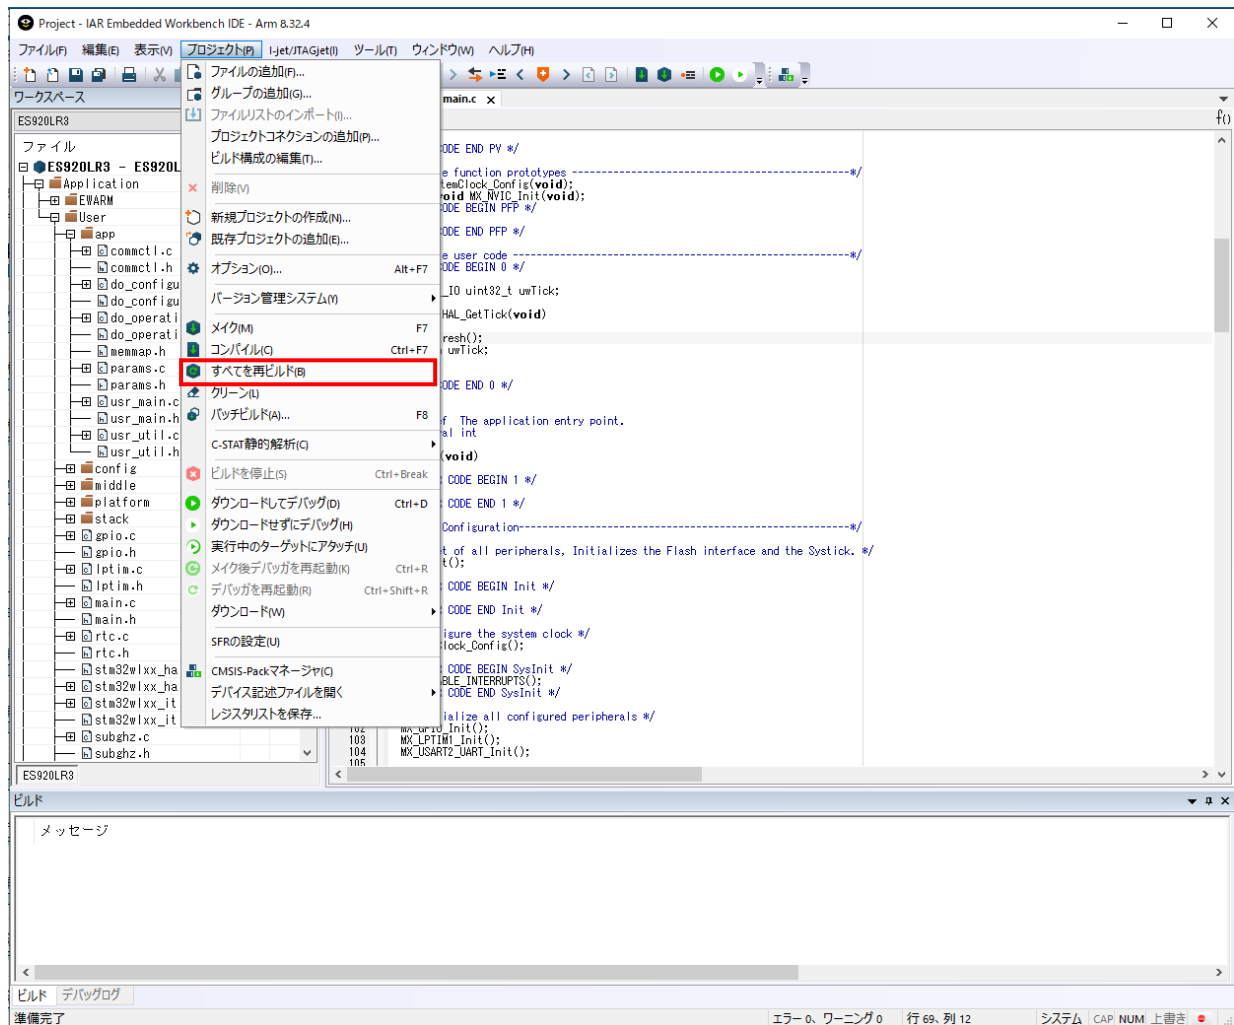 Project - IAR Embedded Workbench IDE - Arm 8.32.4
ファイル(F) 編集(E) 表示(V) プロジェクト(P) I-jet/JTAGjet(I) ツール(T) ウィンドウ(W) ヘルプ(H)
ワークスペース
ES920LR3
ファイル
ES920LR3 - ES920L
Application
EWARM
User
app
commctl.c
commctl.h
do_configu
do_configu
do_operati
do_operati
memmap.h
params.c
params.h
usr_main.c
usr_main.h
usr_util.c
usr_util.h
config
middle
platform
stack
gpio.c
gpio.h
lptim.c
lptim.h
main.c
main.h
rtc.c
rtc.h
stm32wlxx_ha
stm32wlxx_ha
stm32wlxx_it
stm32wlxx_it
subghz.c
subghz.h
ES920LR3
ファイルの追加(F)...
グループの追加(G)...
ファイルリストのインポート(I)...
プロジェクトコネクションの追加(P)...
ビルド構成の編集(T)...
削除(V)
新規プロジェクトの作成(N)...
既存プロジェクトの追加(E)...
オプション(O)... Alt+F7
バージョン管理システム(Y)
メイク(M) F7
コンパイル(C) Ctrl+F7
すべてを再ビルド(B)
クリーン(L)
バッチビルド(A)... F8
C-STAT静的解析(C)
ビルドを停止(S) Ctrl+Break
ダウンロードしてデバッグ(D) Ctrl+D
ダウンロードせずにデバッグ(H)
実行中のターゲットにアタッチ(U)
メイク後デバッガを再起動(K) Ctrl+R
デバッガを再起動(R) Ctrl+Shift+R
ダウンロード(W)
SFRの設定(U)
CMSIS-Packマネージャ(C)
デバイス記述ファイルを開く
レジスタリストを保存...
main.c
f()
ODE END PV */
e function prototypes -----------------------------------------------*/
temClock_Config(void);
void MX_NVIC_Init(void);
ODE BEGIN PFP */
ODE END PFP */
e user code ---------------------------------------------------------*/
ODE BEGIN 0 */
_IO uint32_t uwTick;
HAL_GetTick(void)
resh();
uwTick;
ODE END 0 */
f The application entry point.
al int
(void)
CODE BEGIN 1 */
CODE END 1 */
Configuration--------------------------------------------------------*/
t of all peripherals, Initializes the Flash interface and the Systick. */
t();
CODE BEGIN Init */
CODE END Init */
igure the system clock */
lock_Config();
CODE BEGIN SysInit */
BLE_INTERRUPTS();
CODE END SysInit */
ialize all configured peripherals */
102 MX_GPIO_Init();
103 MX_LPTIM1_Init();
104 MX_USART2_UART_Init();
105
ビルド
メッセージ
ビルド デバッグログ
準備完了 エラー 0、ワーニング 0 行 69、列 12 システム CAP NUM 上書き